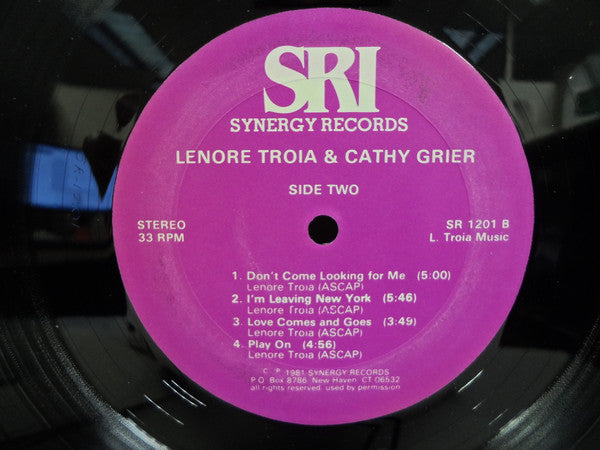 SRI
SYNERGY RECORDS
LENORE TROIA & CATHY GRIER
SIDE TWO
STEREO
33 RPM
SR 1201 B
L. Troia Music
1. Don't Come Looking for Me (5:00)
Lenore Troia (ASCAP)
2. I'm Leaving New York (5:46)
Lenore Troia (ASCAP)
3. Love Comes and Goes (3:49)
Lenore Troia (ASCAP)
4. Play On (4:56)
Lenore Troia (ASCAP)
© ℗ 1981 SYNERGY RECORDS
P.O. Box 8786 New Haven CT 06532
all rights reserved. used by permission